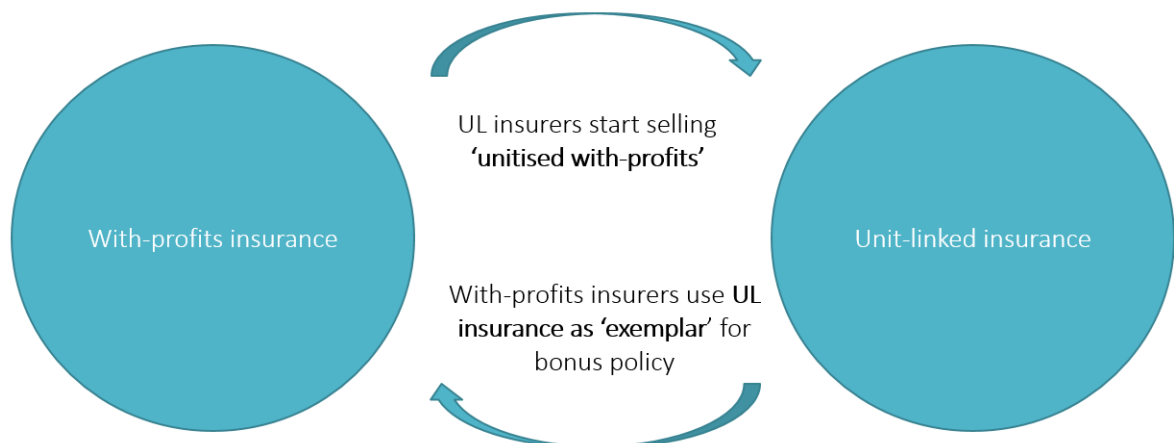 UL insurers start selling
‘unitised with-profits’
With-profits insurance
Unit-linked insurance
With-profits insurers use UL
insurance as ‘exemplar’ for
bonus policy